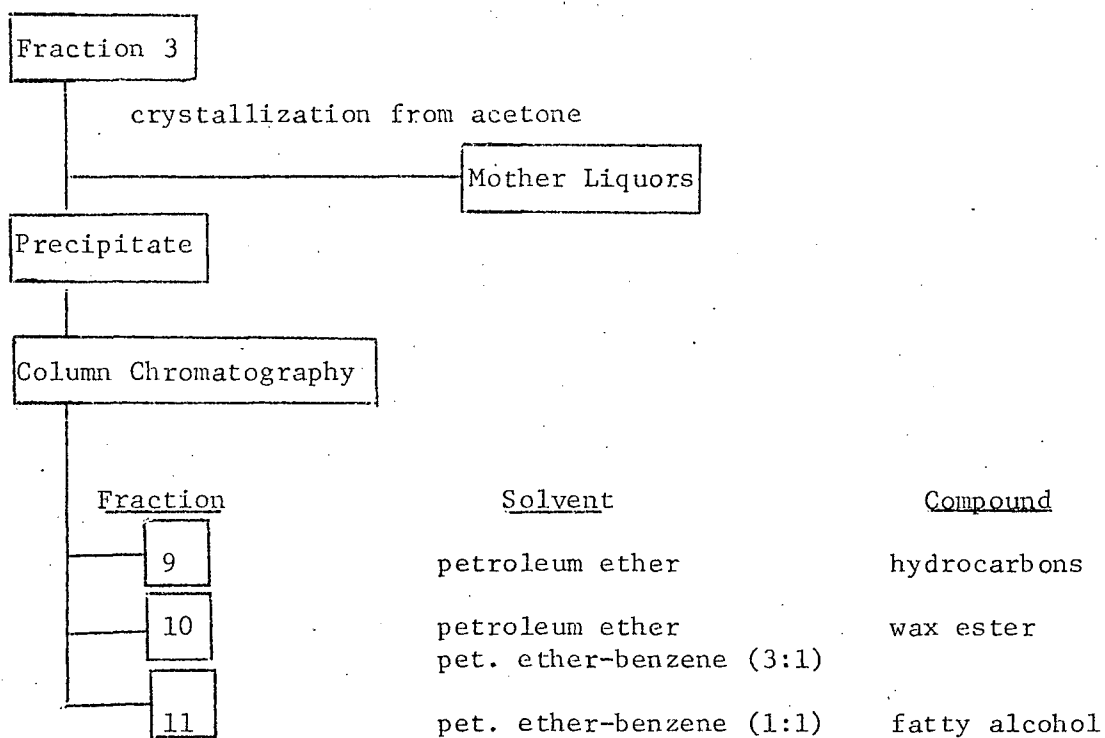 Fraction 3
crystallization from acetone
Mother Liquors
Precipitate
Column Chromatography
Fraction Solvent Compound
9 petroleum ether hydrocarbons
10 petroleum ether wax ester
pet. ether-benzene (3:1)
11 pet. ether-benzene (1:1) fatty alcohol